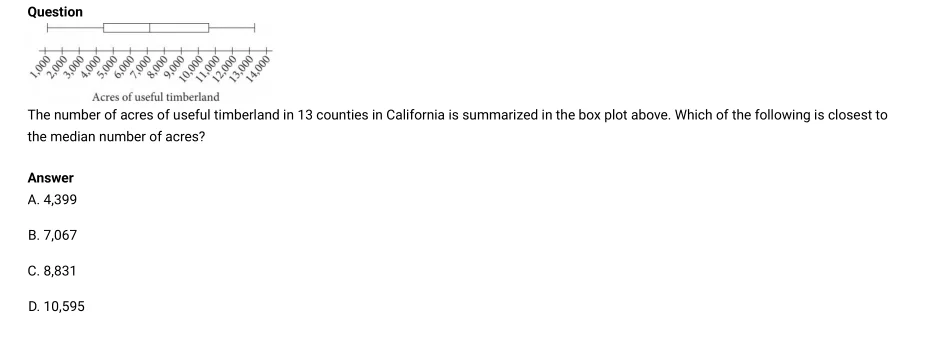 Question
1,000 2,000 3,000 4,000 5,000 6,000 7,000 8,000 9,000 10,000 11,000 12,000 13,000 14,000
Acres of useful timberland
The number of acres of useful timberland in 13 counties in California is summarized in the box plot above. Which of the following is closest to
the median number of acres?
Answer
A. 4,399
B. 7,067
C. 8,831
D. 10,595